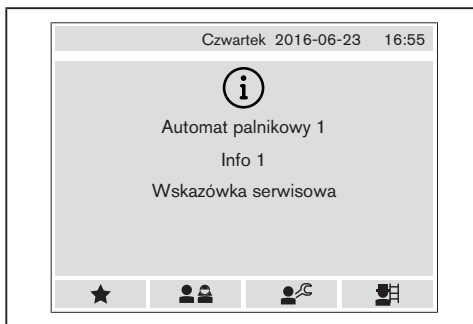 Czwartek 2016-06-23 16:55
Automat palnikowy 1
Info 1
Wskazówka serwisowa